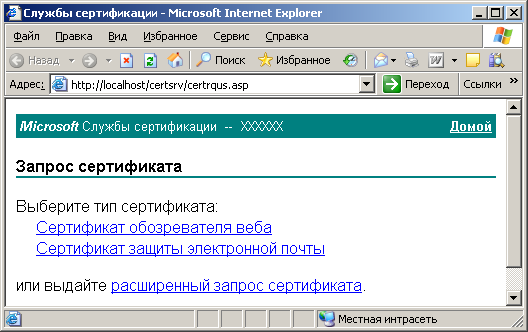 Службы сертификации - Microsoft Internet Explorer
Файл Правка Вид Избранное Сервис Справка
Назад Поиск Избранное »
Адрес: http://localhost/certsrv/certrqus.asp Переход Ссылки »
Microsoft Службы сертификации -- XXXXXX Домой
Запрос сертификата
Выберите тип сертификата:
Сертификат обозревателя веба
Сертификат защиты электронной почты
или выдайте расширенный запрос сертификата.
Местная интрасеть